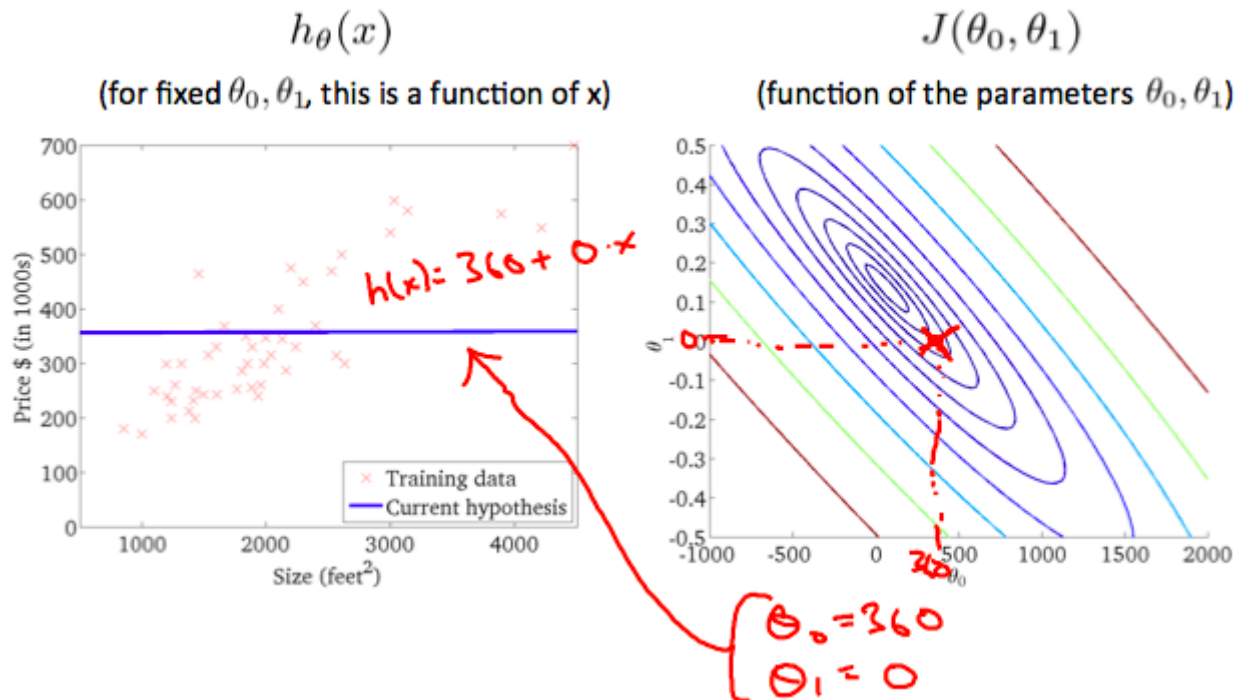 h_θ(x)
(for fixed θ₀, θ₁, this is a function of x)
700
600
500
400
300
200
100
0
Price $ (in 1000s)
1000 2000 3000 4000
Size (feet²)
Training data
Current hypothesis
h(x) = 360 + 0·x
J(θ₀, θ₁)
(function of the parameters θ₀, θ₁)
0.5
0.4
0.3
0.2
0.1
0
-0.1
-0.2
-0.3
-0.4
-0.5
θ₁
0
-1000 -500 0 500 1000 1500 2000
360
θ₀
θ₀ = 360
θ₁ = 0